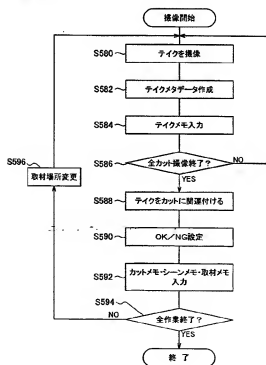 撮像開始
S580
テイクを撮像
S582
テイクメタデータ作成
S584
テイクメモ入力
S586
全カット撮像終了？
NO
YES
S588
テイクをカットに関連付ける
S590
OK／NG設定
S592
カットメモ・シーンメモ・取材メモ
入力
S594
全作業終了？
NO
YES
S596
取材場所変更
終 了